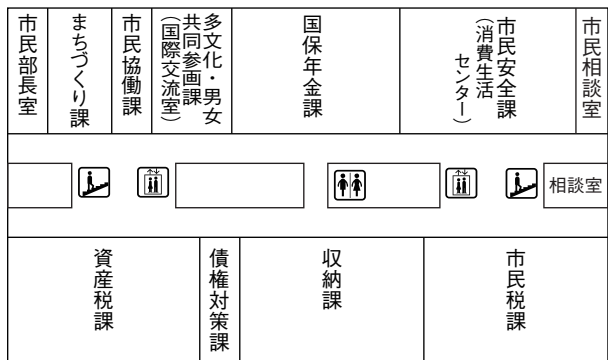 市民部長室
まちづくり課
市民協働課
多文化・男女
共同参画課
（国際交流室）
国保年金課
市民安全課
（消費生活
センター）
市民相談室
相談室
資産税課
債権対策課
収納課
市民税課